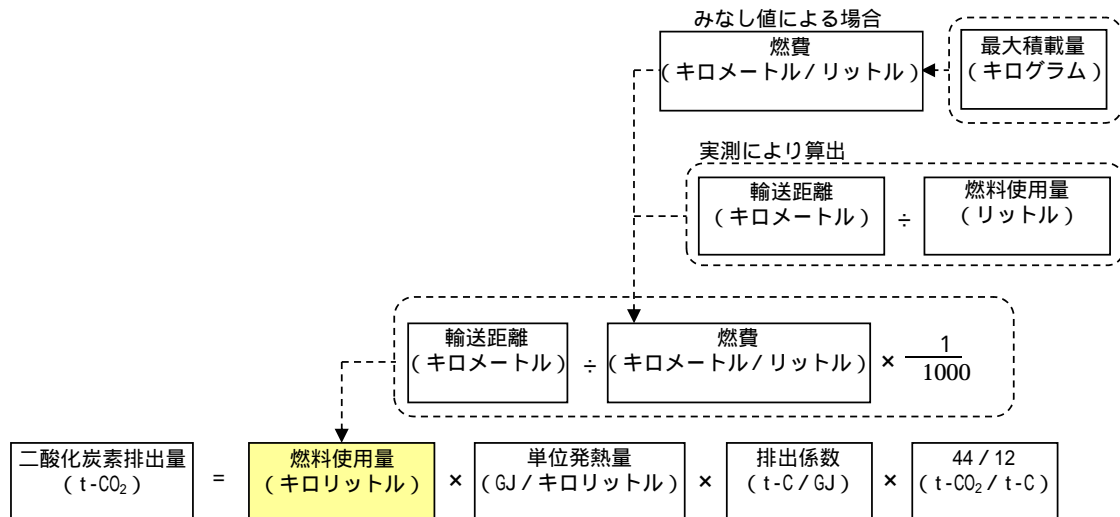 みなし値による場合
燃費
(キロメートル/リットル)
最大積載量
(キログラム)
実測により算出
輸送距離
(キロメートル)
÷
燃料使用量
(リットル)
輸送距離
(キロメートル)
÷
燃費
(キロメートル/リットル)
× 1/1000
二酸化炭素排出量
(t-CO₂)
=
燃料使用量
(キロリットル)
×
単位発熱量
(GJ/キロリットル)
×
排出係数
(t-C/GJ)
×
44/12
(t-CO₂/t-C)